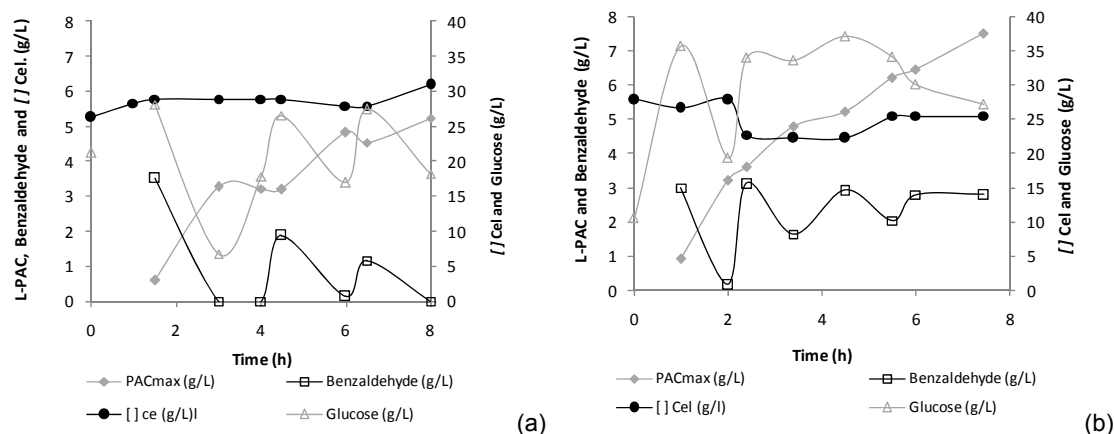 L-PAC, Benzaldehyde and [] Cel. (g/L)
8
7
6
5
4
3
2
1
0
40
35
30
25
20
15
10
5
0
[] Cel and Glucose (g/L)
0 2 4 6 8
Time (h)
PACmax (g/L) Benzaldehyde (g/L)
[ ] ce (g/L)l Glucose (g/L)
(a)
L-PAC and Benzaldehyde (g/L)
8
7
6
5
4
3
2
1
0
40
35
30
25
20
15
10
5
0
[] Cel and Glucose (g/L)
0 2 4 6 8
Time (h)
PACmax (g/L) Benzaldehyde (g/L)
[ ] Cel (g/l) Glucose (g/L)
(b)